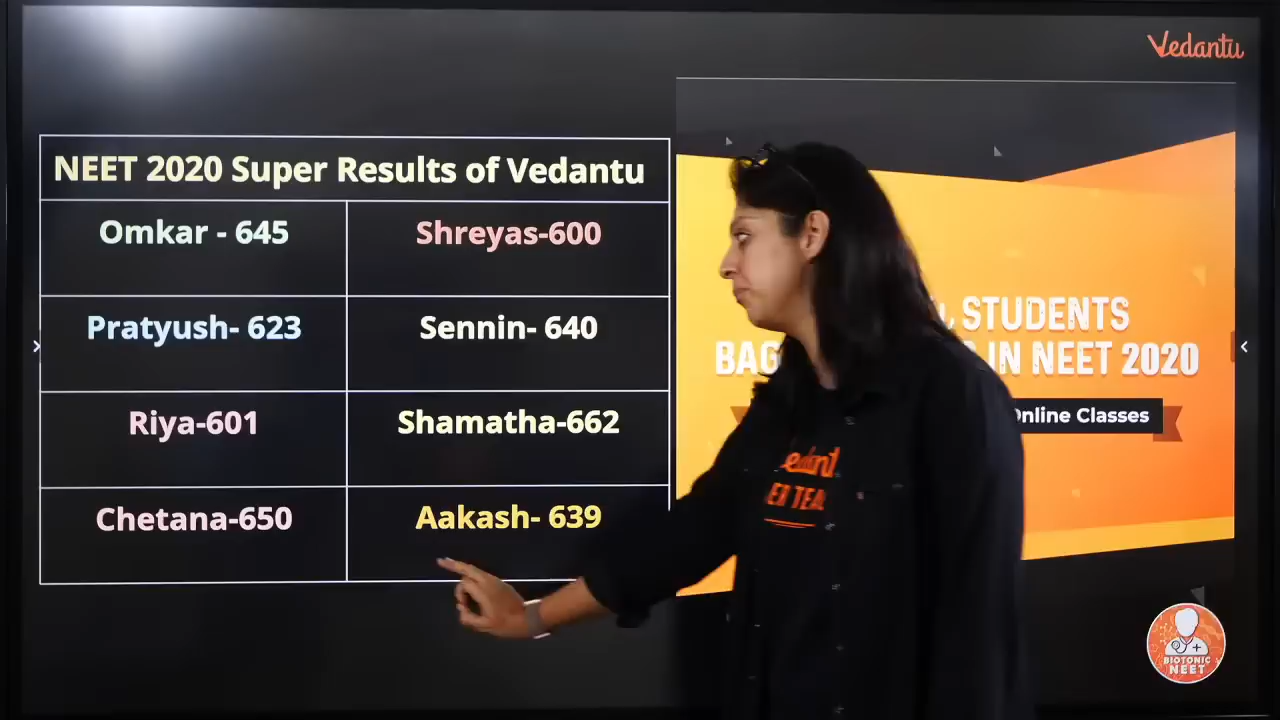 Vedantu
NEET 2020 Super Results of Vedantu
Omkar - 645
Shreyas-600
Pratyush- 623
Sennin- 640
Riya-601
Shamatha-662
Chetana-650
Aakash- 639
STUDENTS
IN NEET 2020
Online Classes
BIOTONIC
NEET